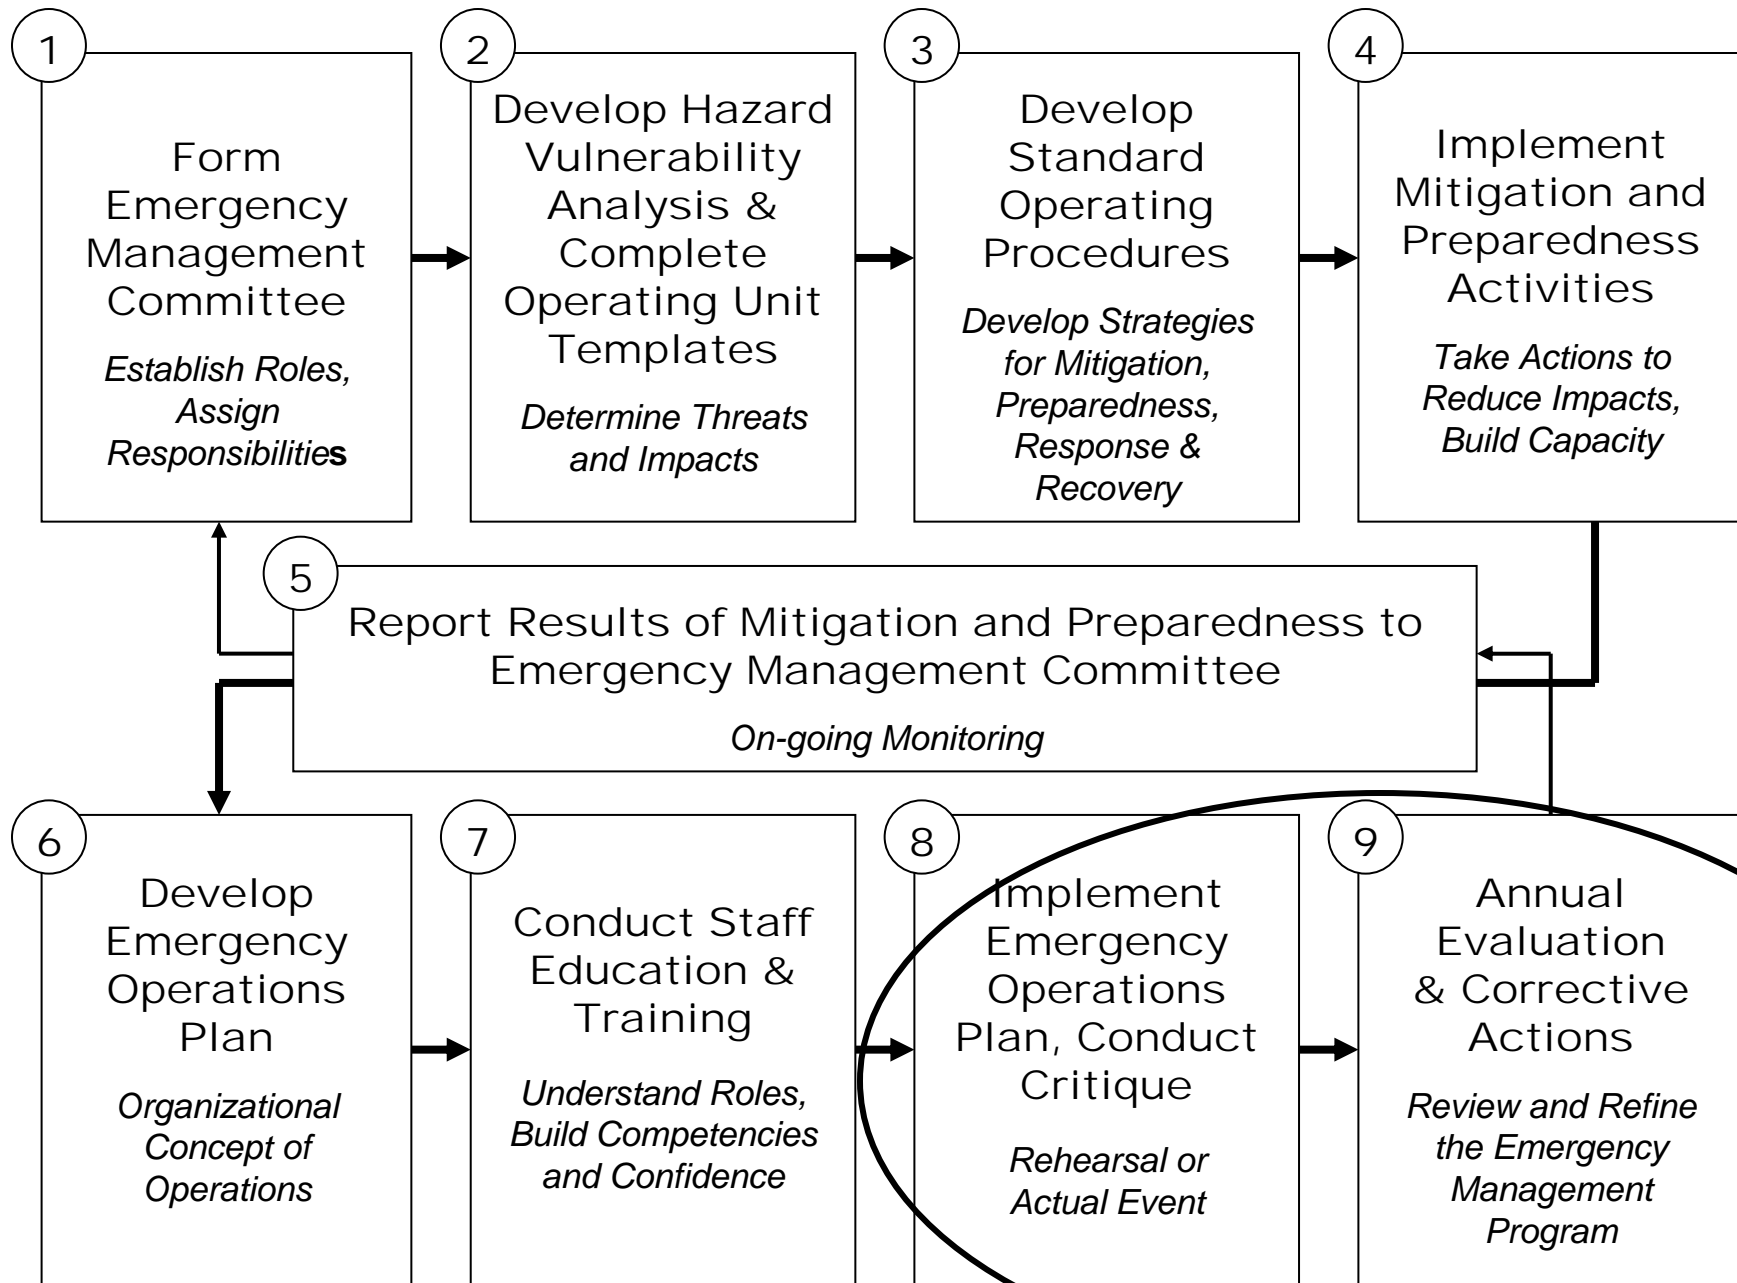 1
Form
Emergency
Management
Committee
Establish Roles,
Assign
Responsibilities
2
Develop Hazard
Vulnerability
Analysis &
Complete
Operating Unit
Templates
Determine Threats
and Impacts
3
Develop
Standard
Operating
Procedures
Develop Strategies
for Mitigation,
Preparedness,
Response &
Recovery
4
Implement
Mitigation and
Preparedness
Activities
Take Actions to
Reduce Impacts,
Build Capacity
5
Report Results of Mitigation and Preparedness to
Emergency Management Committee
On-going Monitoring
6
Develop
Emergency
Operations
Plan
Organizational
Concept of
Operations
7
Conduct Staff
Education &
Training
Understand Roles,
Build Competencies
and Confidence
8
Implement
Emergency
Operations
Plan, Conduct
Critique
Rehearsal or
Actual Event
9
Annual
Evaluation
& Corrective
Actions
Review and Refine
the Emergency
Management
Program